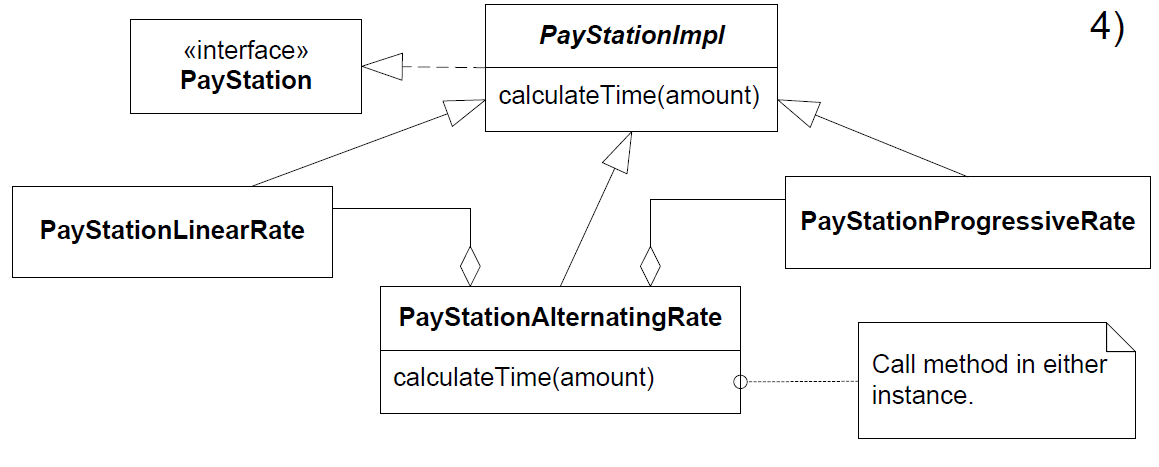 4)
«interface»
PayStation
PayStationImpl
calculateTime(amount)
PayStationLinearRate
PayStationProgressiveRate
PayStationAlternatingRate
calculateTime(amount)
Call method in either
instance.